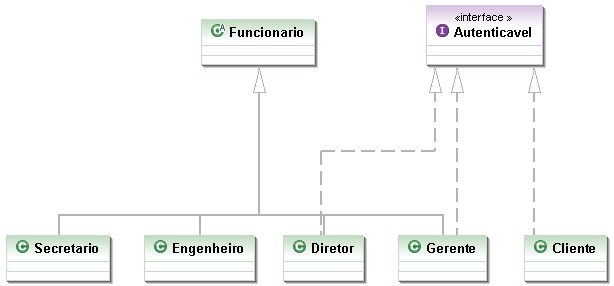 «interface »
Funcionario
Autenticavel
Secretario
Engenheiro
Diretor
Gerente
Cliente